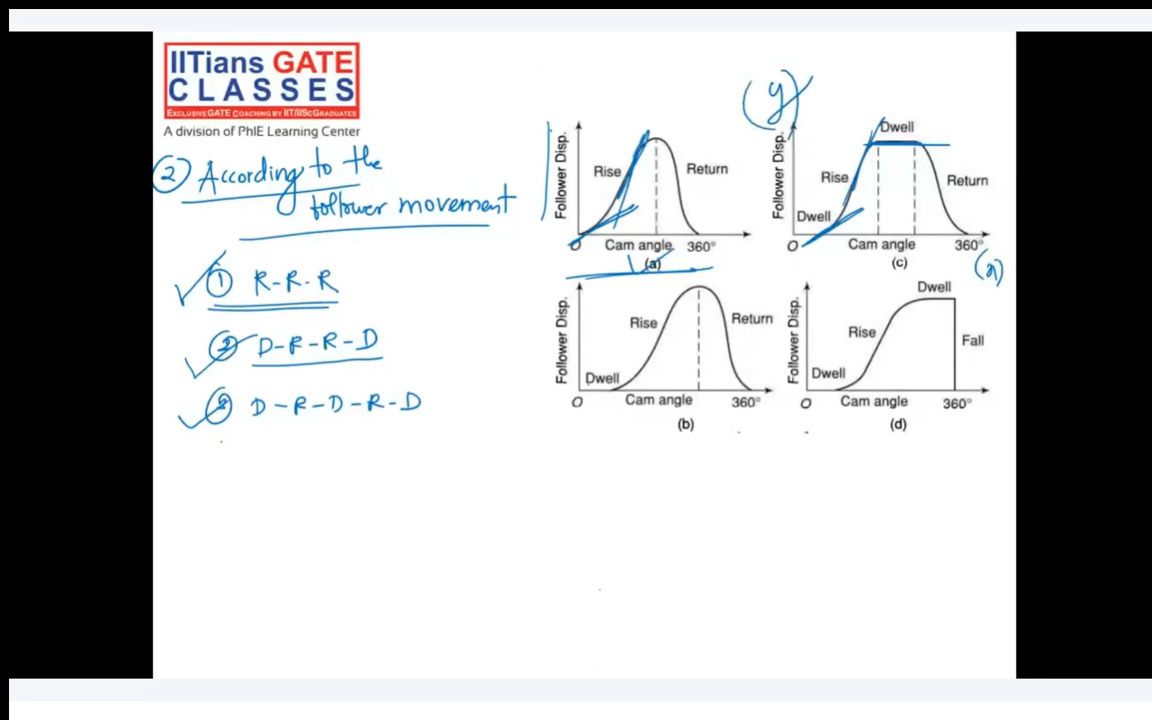 IITians GATE
CLASSES
EXCLUSIVE GATE COACHING BY IIT/IISC GRADUATES
A division of PhIE Learning Center
② According to the
follower movement
① R-R-R
② D-R-R-D
③ D-R-D-R-D
Follower Disp.
Rise
Return
O
Cam angle
360°
(a)
(y)
Follower Disp.
Dwell
Rise
Return
Dwell
O
Cam angle
360°
(c)
(x)
Follower Disp.
Rise
Return
Dwell
O
Cam angle
360°
(b)
Follower Disp.
Dwell
Rise
Fall
Dwell
O
Cam angle
360°
(d)